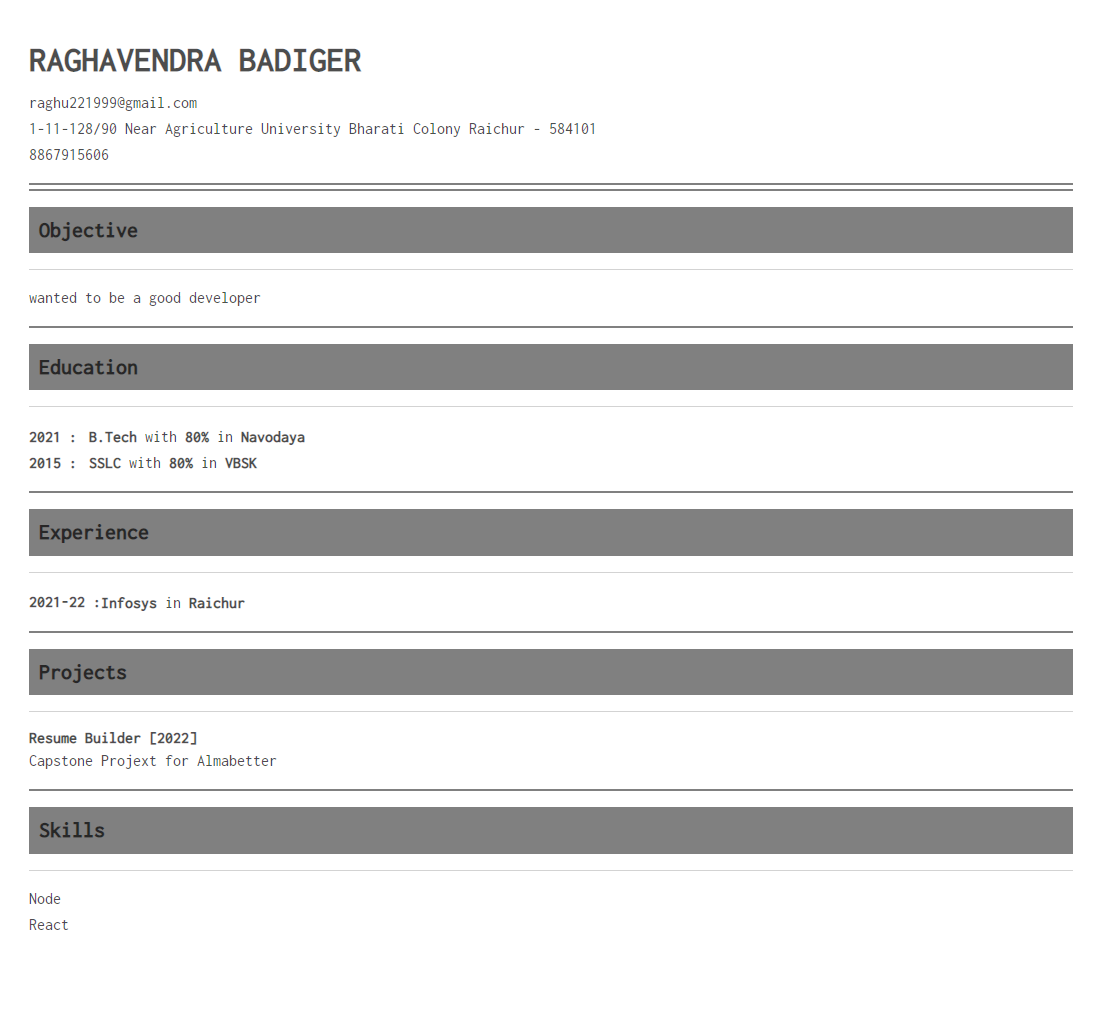 RAGHAVENDRA BADIGER
raghu221999@gmail.com
1-11-128/90 Near Agriculture University Bharati Colony Raichur - 584101
8867915606
Objective
wanted to be a good developer
Education
2021 : B.Tech with 80% in Navodaya
2015 : SSLC with 80% in VBSK
Experience
2021-22 :Infosys in Raichur
Projects
Resume Builder [2022]
Capstone Projext for Almabetter
Skills
Node
React